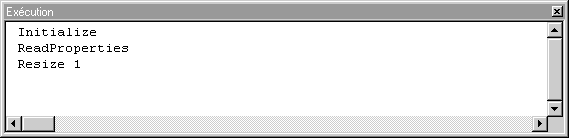 Exécution
Initialize
ReadProperties
Resize 1